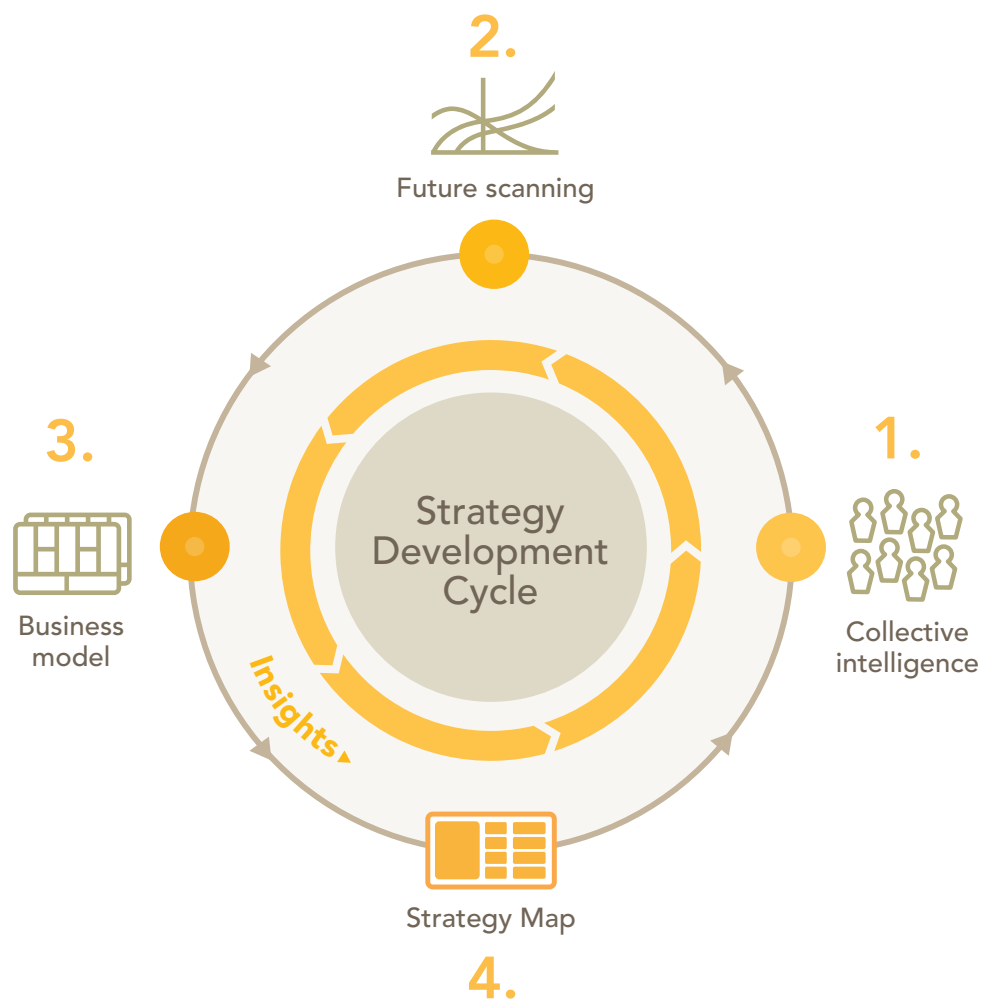 2.
Future scanning
3.
1.
Strategy
Development
Cycle
Business
model
Collective
intelligence
Insights
Strategy Map
4.